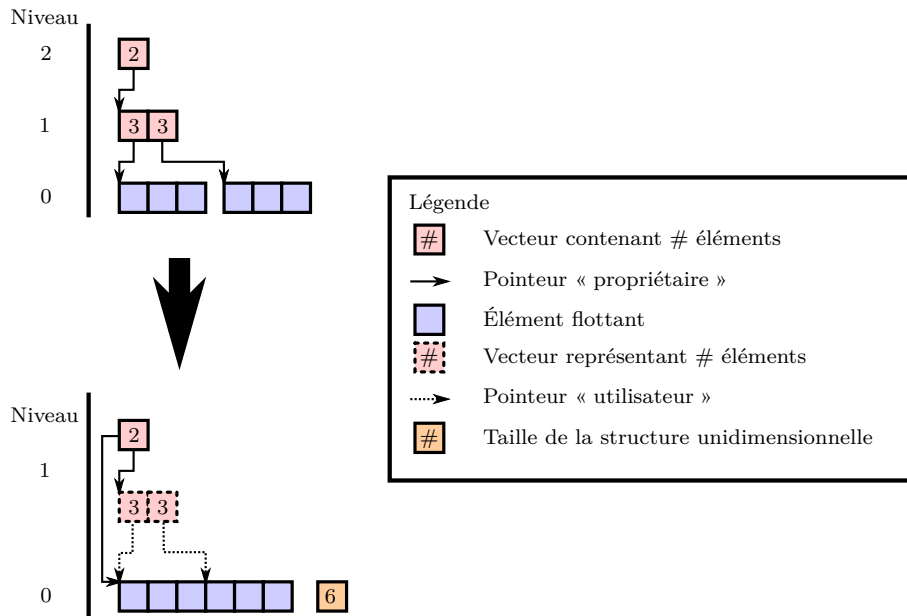 Niveau
2
2
1
3 3
0
Légende
# Vecteur contenant # éléments
Pointeur « propriétaire »
Élément flottant
# Vecteur représentant # éléments
Pointeur « utilisateur »
# Taille de la structure unidimensionnelle
Niveau
2
1
3 3
0
6